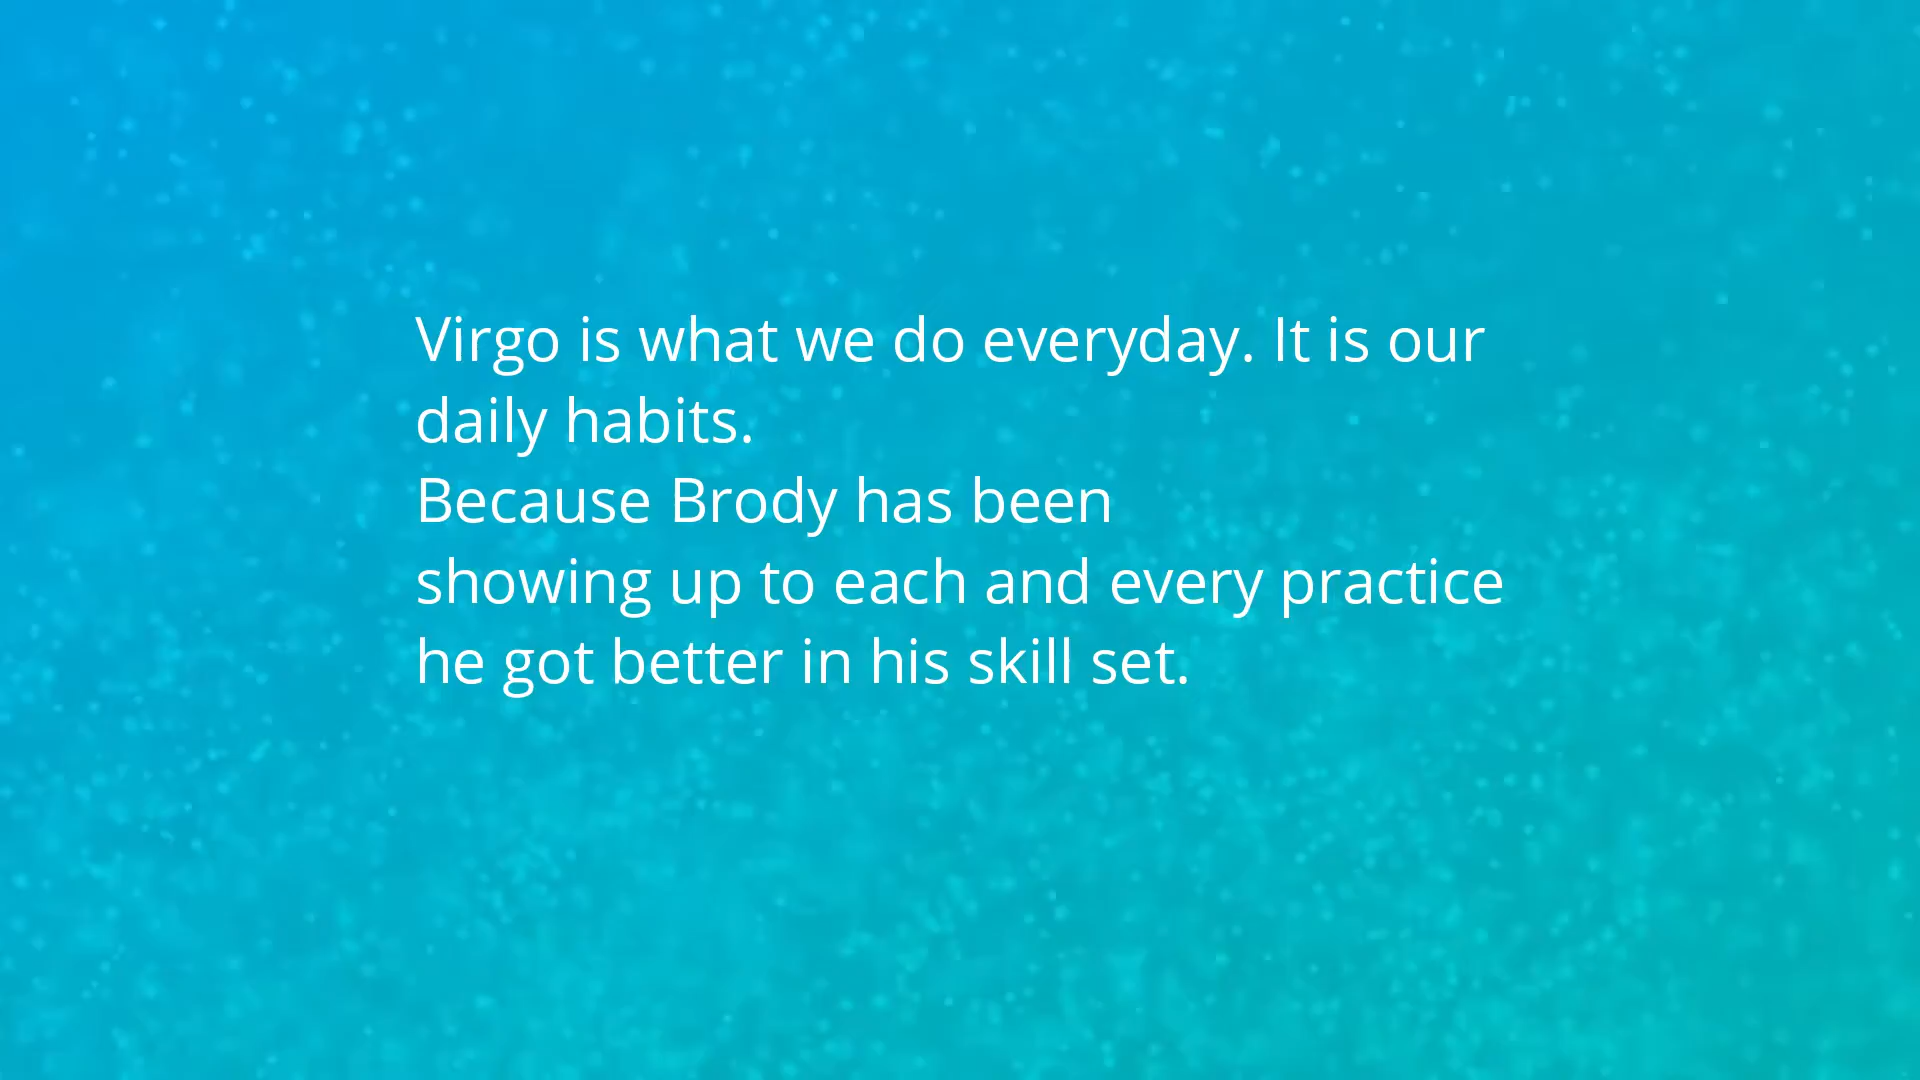 Virgo is what we do everyday. It is our
daily habits.
Because Brody has been
showing up to each and every practice
he got better in his skill set.